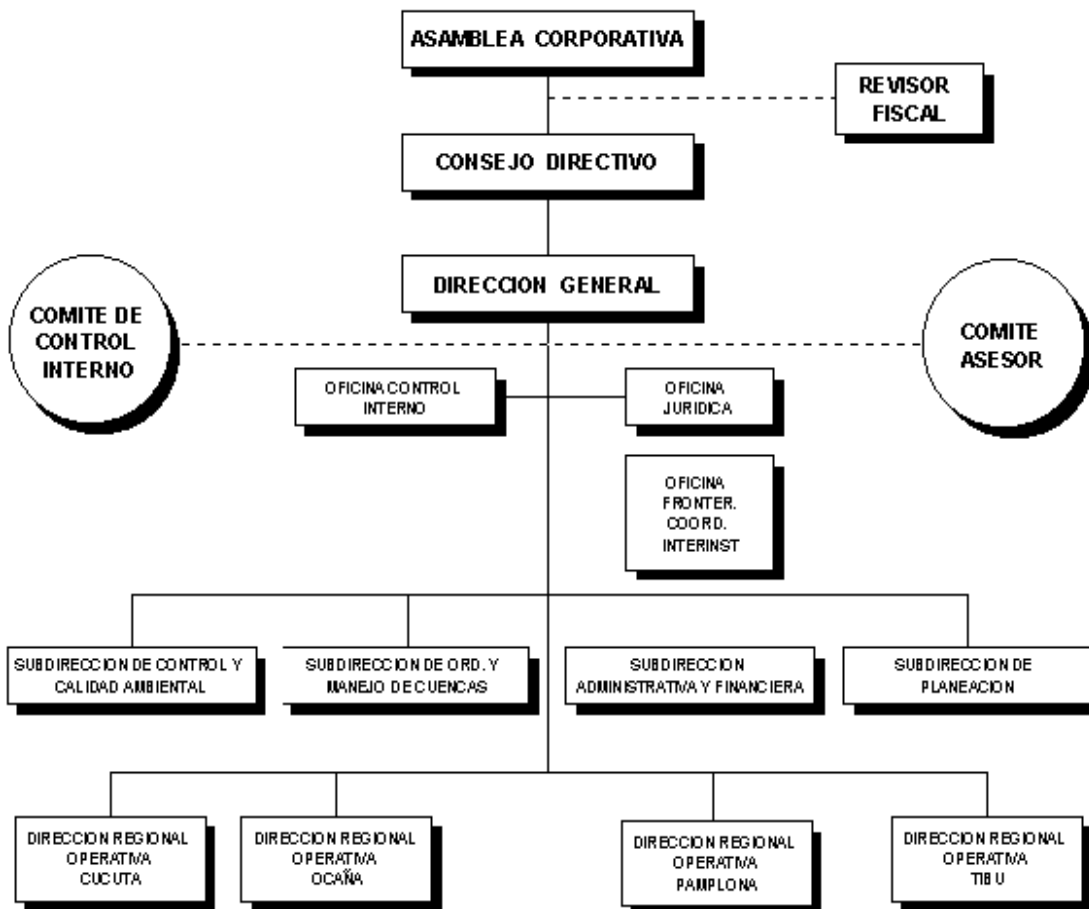 ASAMBLEA CORPORATIVA
REVISOR
FISCAL
CONSEJO DIRECTIVO
DIRECCION GENERAL
COMITE DE
CONTROL
INTERNO
COMITE
ASESOR
OFICINA CONTROL
INTERNO
OFICINA
JURIDICA
OFICINA
FRONTER.
COORD.
INTERINST
SUBDIRECCION DE CONTROL Y
CALIDAD AMBIENTAL
SUBDIRECCION DE ORD. Y
MANEJO DE CUENCAS
SUBDIRECCION
ADMINISTRATIVA Y FINANCIERA
SUBDIRECCION DE
PLANEACION
DIRECCION REGIONAL
OPERATIVA
CUCUTA
DIRECCION REGIONAL
OPERATIVA
OCAÑA
DIRECCION REGIONAL
OPERATIVA
PAMPLONA
DIRECCION REGIONAL
OPERATIVA
TIBU